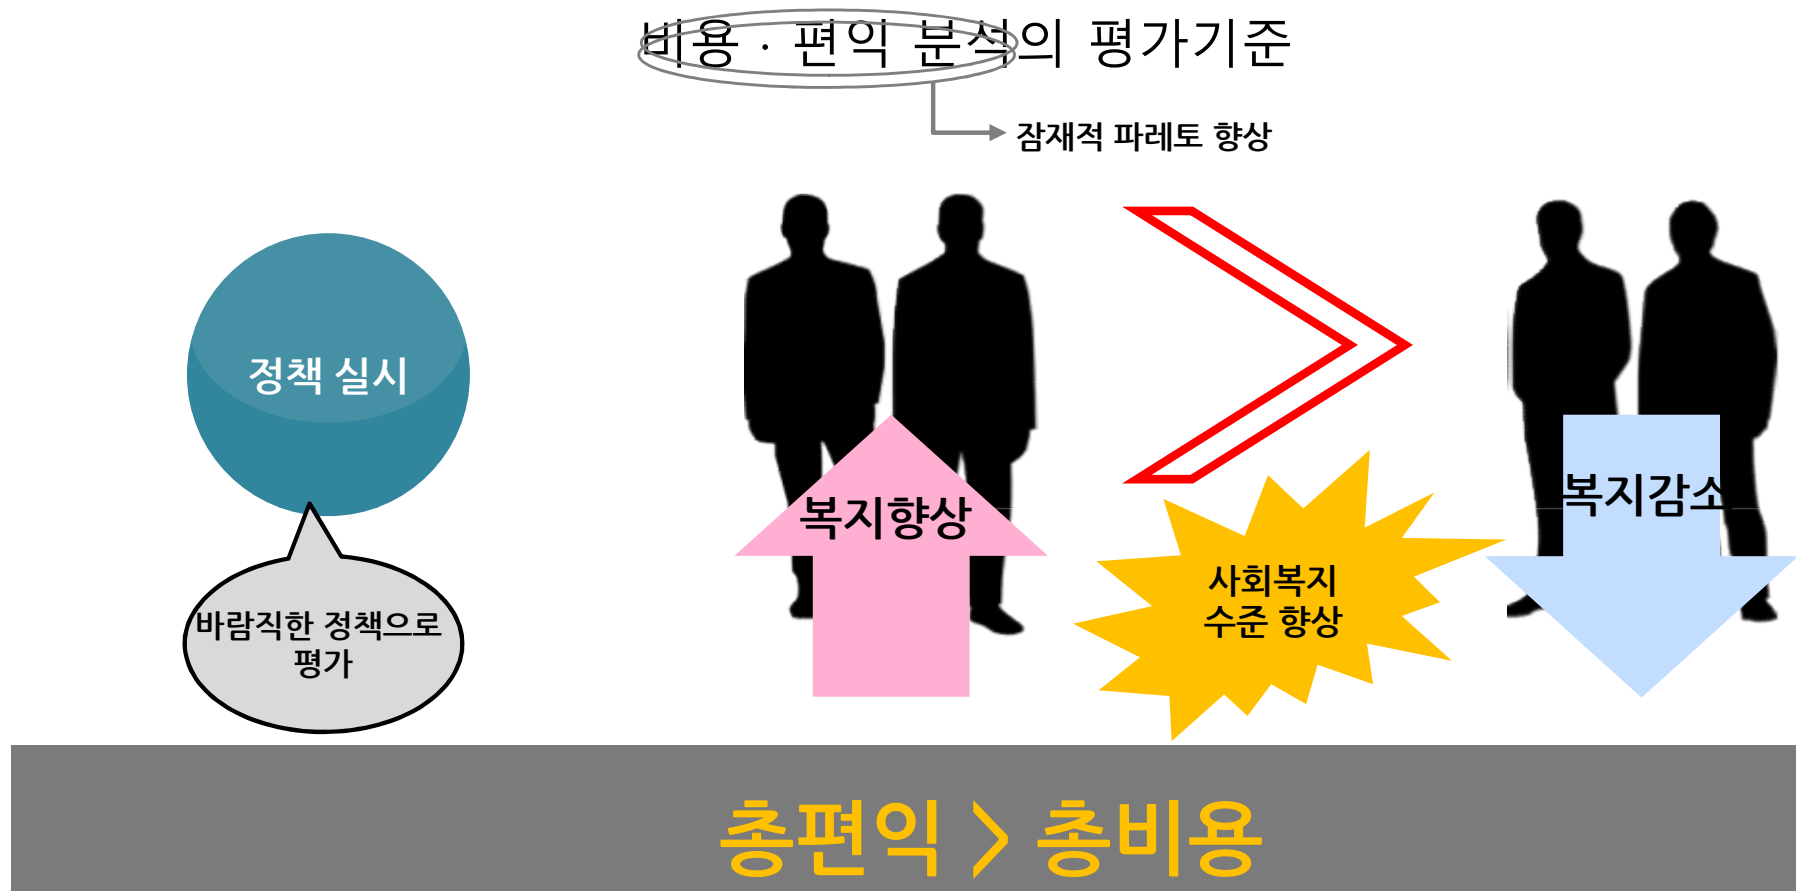 비용 · 편익 분석의 평가기준
잠재적 파레토 향상
정책 실시
복지향상
복지감소
사회복지
수준 향상
바람직한 정책으로
평가
총편익 > 총비용